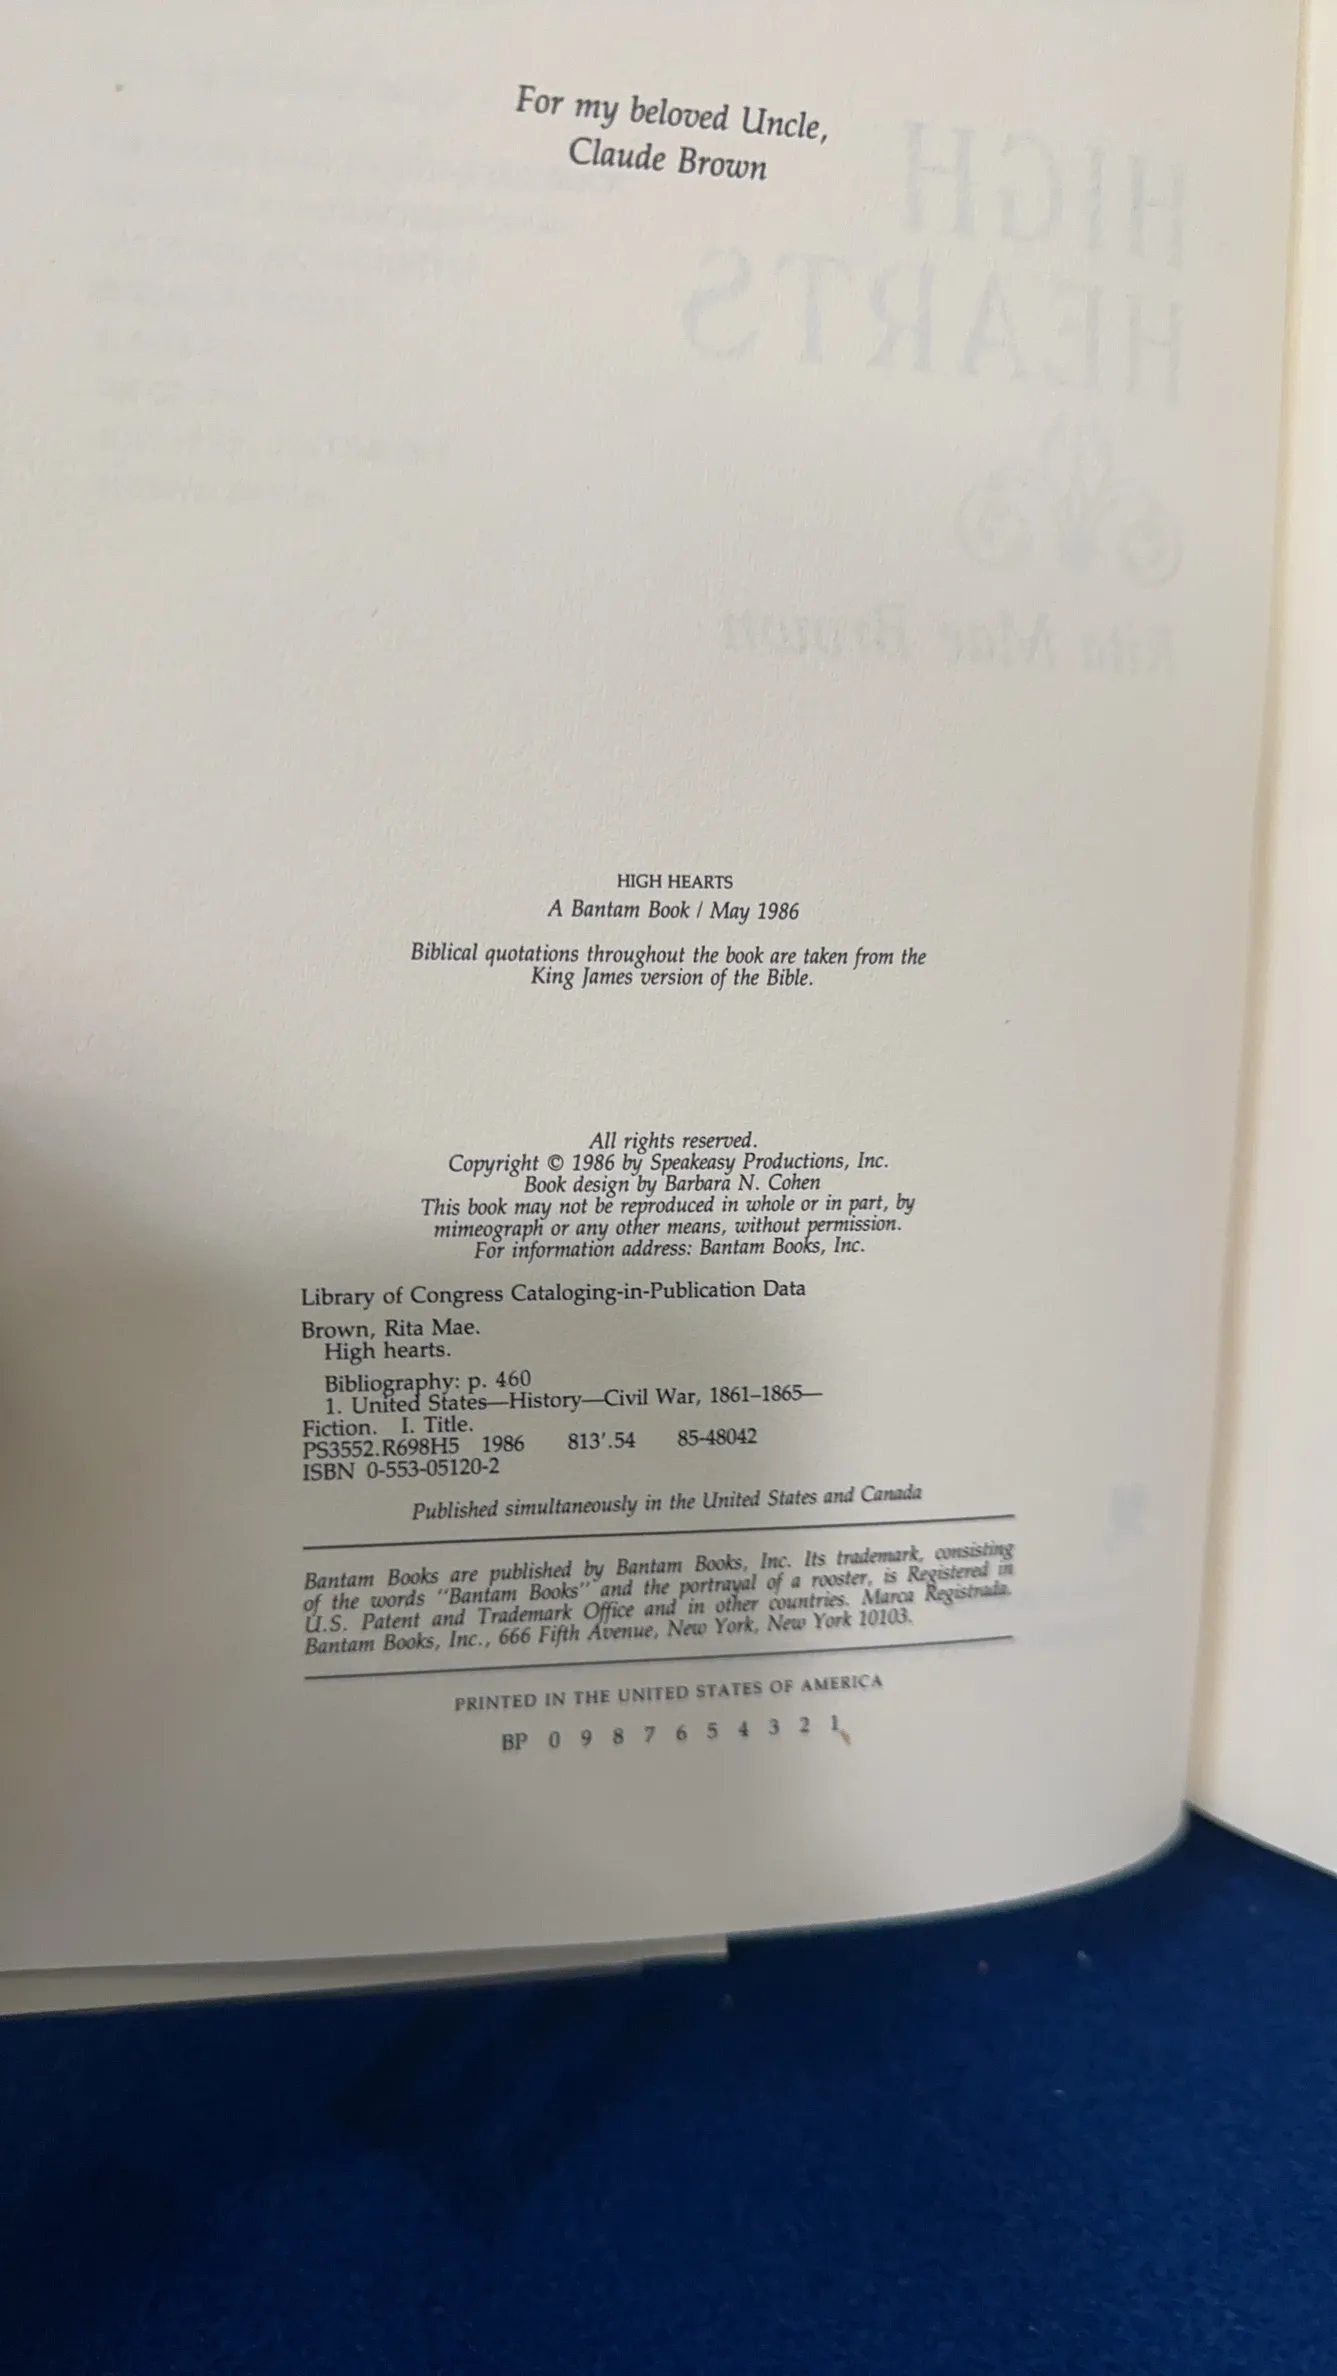 For my beloved Uncle,
Claude Brown
HIGH
HEARTS
Rita Mae Brown
HIGH HEARTS
A Bantam Book / May 1986
Biblical quotations throughout the book are taken from the
King James version of the Bible.
All rights reserved.
Copyright © 1986 by Speakeasy Productions, Inc.
Book design by Barbara N. Cohen
This book may not be reproduced in whole or in part, by
mimeograph or any other means, without permission.
For information address: Bantam Books, Inc.
Library of Congress Cataloging-in-Publication Data
Brown, Rita Mae.
High hearts.
Bibliography: p. 460
1. United States—History—Civil War, 1861–1865—
Fiction. I. Title.
PS3552.R698H5 1986 813'.54 85-48042
ISBN 0-553-05120-2
Published simultaneously in the United States and Canada
Bantam Books are published by Bantam Books, Inc. Its trademark, consisting
of the words "Bantam Books" and the portrayal of a rooster, is Registered in
U.S. Patent and Trademark Office and in other countries. Marca Registrada.
Bantam Books, Inc., 666 Fifth Avenue, New York, New York 10103.
PRINTED IN THE UNITED STATES OF AMERICA
BP 0 9 8 7 6 5 4 3 2 1